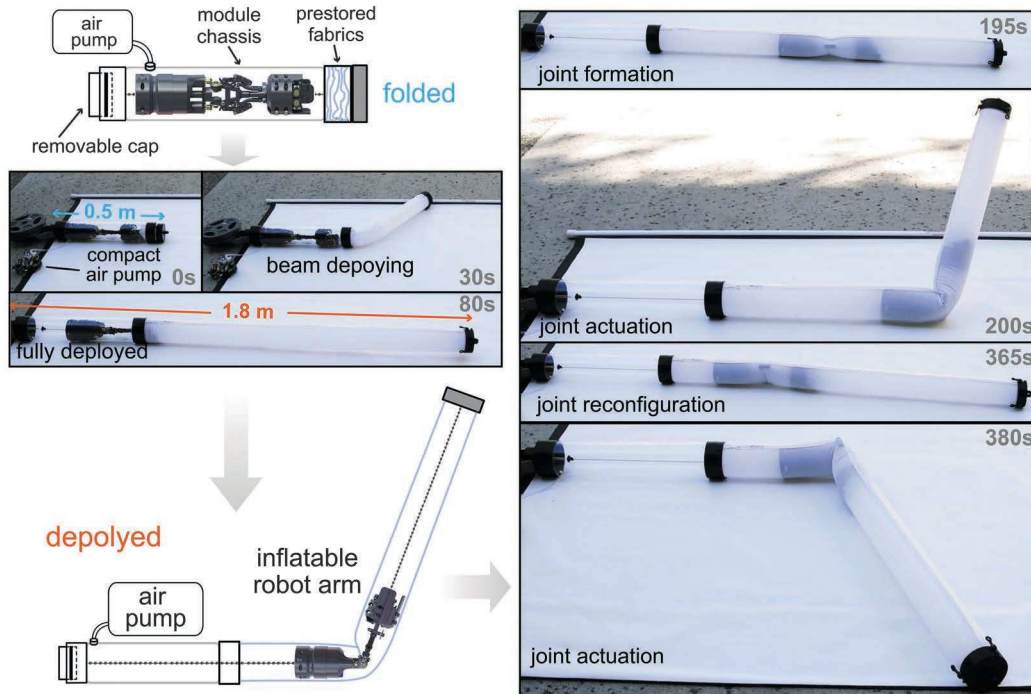 air
pump
module
chassis
prestored
fabrics
folded
removable cap
0.5 m
compact
air pump
0s
beam depoying
30s
80s
1.8 m
fully deployed
depolyed
inflatable
robot arm
air
pump
195s
joint formation
joint actuation
200s
365s
joint reconfiguration
380s
joint actuation